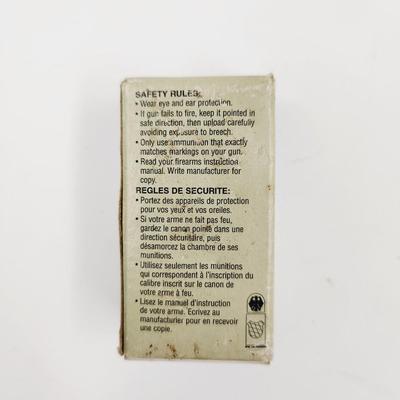 SAFETY RULES:
• Wear eye and ear protection.
• If gun fails to fire, keep it pointed in
safe direction, then upload carefully
avoiding exposure to breech.
• Only use ammunition that exactly
matches markings on your gun.
• Read your firearms instruction
manual. Write manufacturer for
copy.
REGLES DE SECURITE:
• Portez des appareils de protection
pour vos yeux et vos oreiles.
• Si votre arme ne fait pas feu,
gardez le canon pointé dans une
direction sécuritaire, puis
désamorcez la chambre de ses
munitions.
• Utilisez seulement les munitions
qui correspondent à l'inscription du
calibre inscrit sur le canon de
votre arme à feu.
• Lisez le manuel d'instruction
de votre arme. Ecrivez au
manufacturier pour en recevoir
une copie.